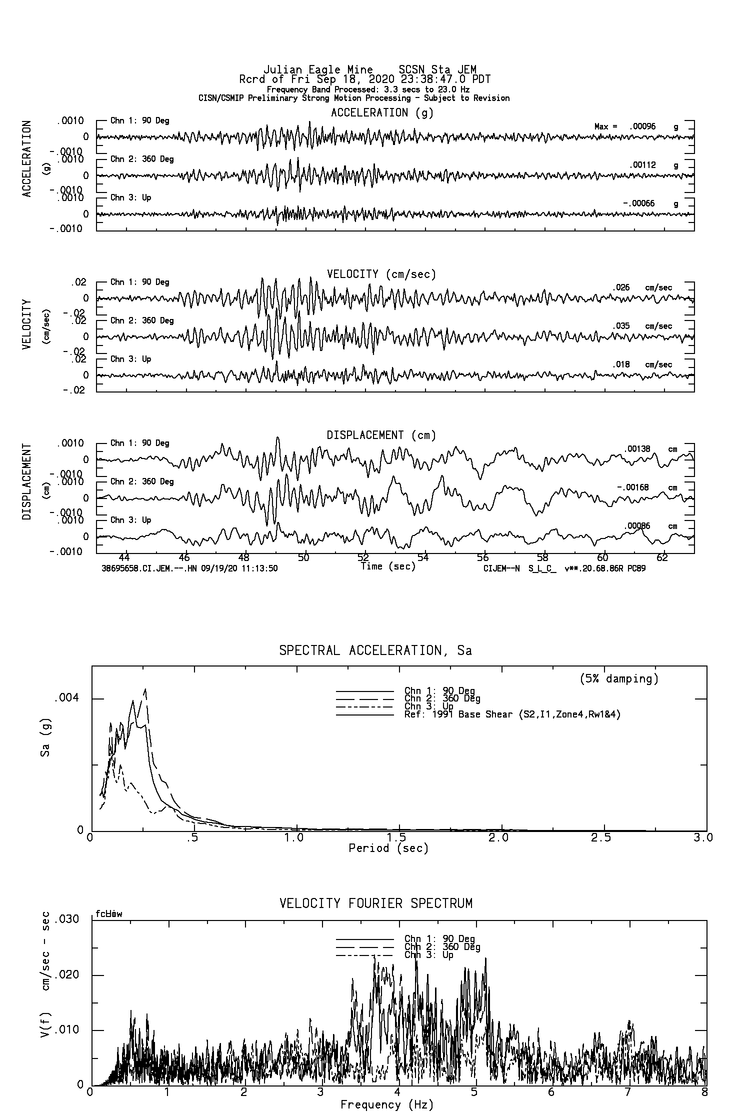 Julian Eagle Mine SCSN Sta JEM
Rcrd of Fri Sep 18, 2020 23:38:47.0 PDT
Frequency Band Processed: 3.3 secs to 23.0 Hz
CISN/CSMIP Preliminary Strong Motion Processing - Subject to Revision
ACCELERATION (g)
ACCELERATION
(g)
.0010
0
-.0010
Chn 1: 90 Deg
Max = .00096 g
.0010
0
-.0010
Chn 2: 360 Deg
.00112 g
.0010
0
-.0010
Chn 3: Up
-.00066 g
VELOCITY (cm/sec)
VELOCITY
(cm/sec)
.02
0
-.02
Chn 1: 90 Deg
.026 cm/sec
.02
0
-.02
Chn 2: 360 Deg
.035 cm/sec
.02
0
-.02
Chn 3: Up
.018 cm/sec
DISPLACEMENT (cm)
DISPLACEMENT
(cm)
.0010
0
-.0010
Chn 1: 90 Deg
.00138 cm
.0010
0
-.0010
Chn 2: 360 Deg
-.00168 cm
.0010
0
-.0010
Chn 3: Up
.00086 cm
44 46 48 50 52 54 56 58 60 62
Time (sec)
38695658.CI.JEM.--.HN 09/19/20 11:13:50
CIJEM--N S_L_C_ v**.20.68.86R PC89
SPECTRAL ACCELERATION, Sa
(5% damping)
Chn 1: 90 Deg
Chn 2: 360 Deg
Chn 3: Up
Ref: 1991 Base Shear (S2,I1,Zone4,Rw1&4)
Sa (g)
.004
0
0 .5 1.0 1.5 2.0 2.5 3.0
Period (sec)
VELOCITY FOURIER SPECTRUM
Chn 1: 90 Deg
Chn 2: 360 Deg
Chn 3: Up
V(f) cm/sec - sec
.030
.020
.010
0
0 1 2 3 4 5 6 7 8
Frequency (Hz)